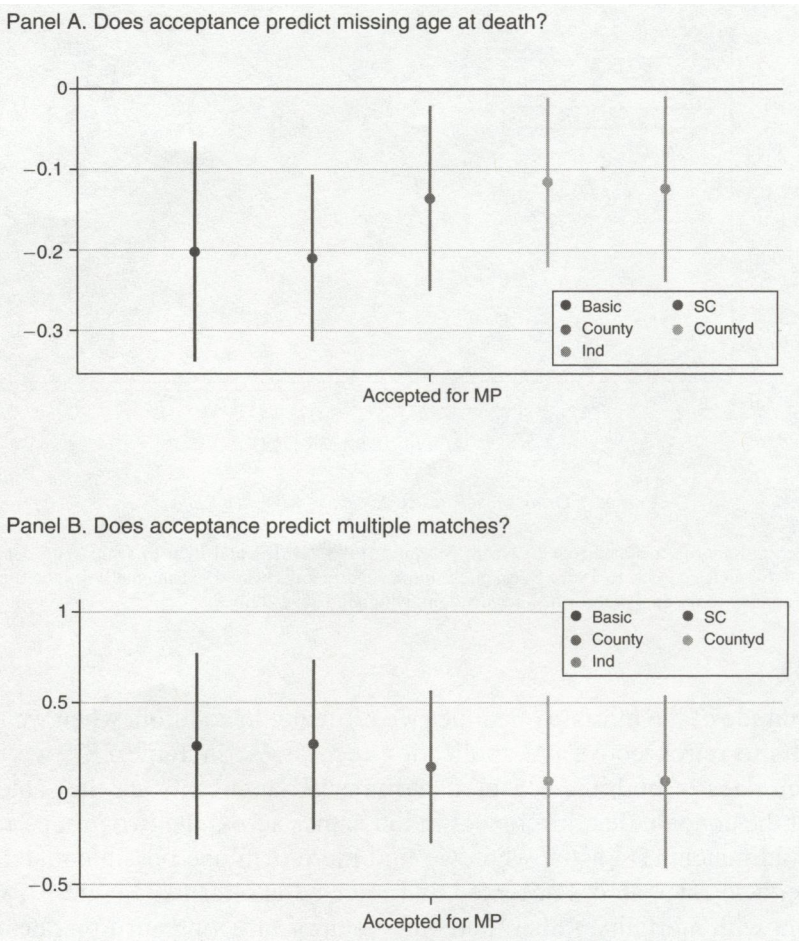 Panel A. Does acceptance predict missing age at death?
0
−0.1
−0.2
−0.3
Basic SC
County Countyd
Ind
Accepted for MP
Panel B. Does acceptance predict multiple matches?
1
0.5
0
−0.5
Basic SC
County Countyd
Ind
Accepted for MP